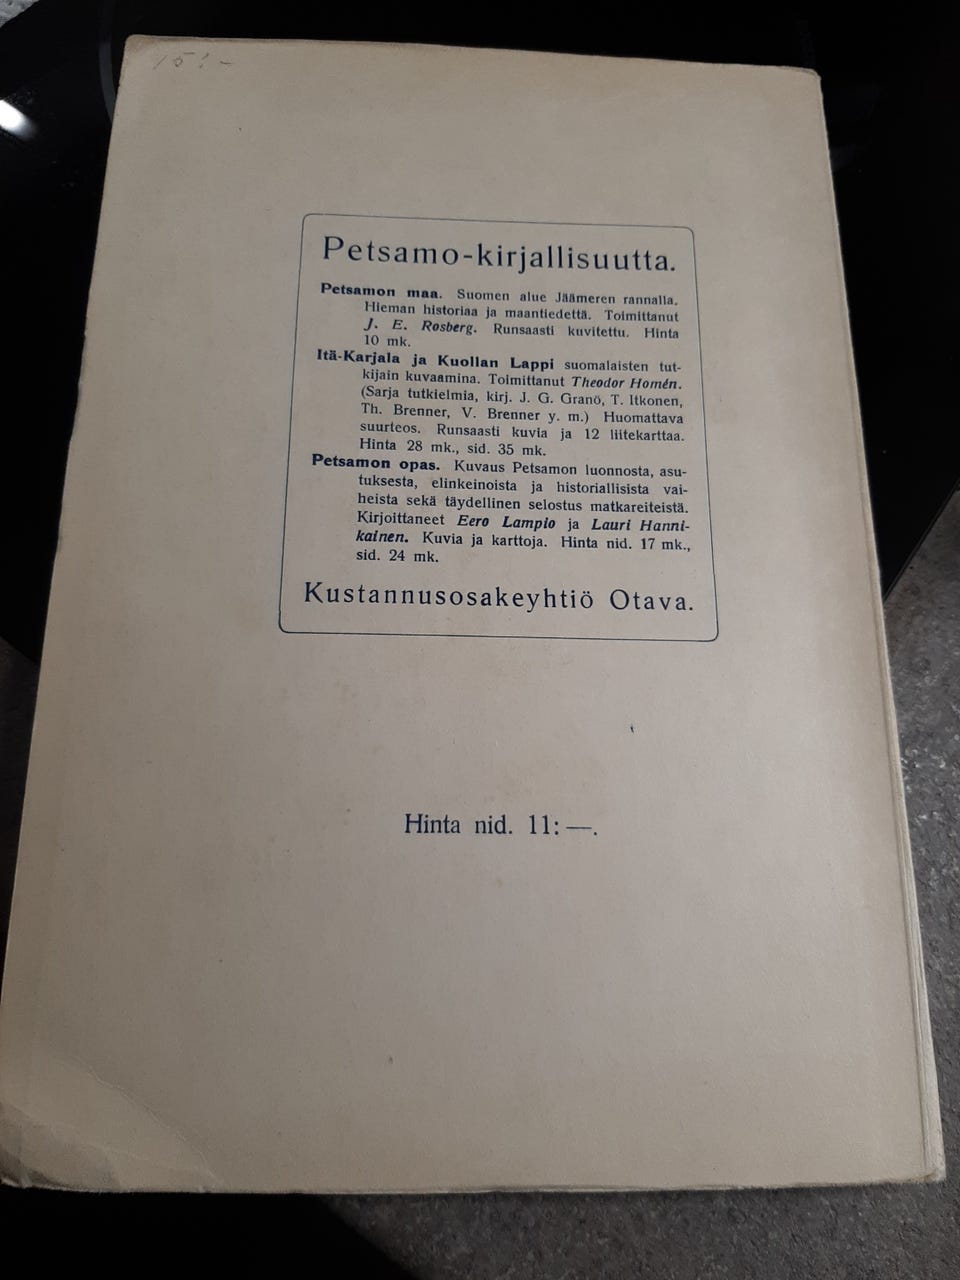 15:-
Petsamo-kirjallisuutta.
Petsamon maa. Suomen alue Jäämeren rannalla.
Hieman historiaa ja maantiedettä. Toimittanut
J. E. Rosberg. Runsaasti kuvitettu. Hinta
10 mk.
Itä-Karjala ja Kuollan Lappi suomalaisten tut-
kijain kuvaamina. Toimittanut Theodor Homén.
(Sarja tutkielmia, kirj. J. G. Granö, T. Itkonen,
Th. Brenner, V. Brenner y. m.) Huomattava
suurteos. Runsaasti kuvia ja 12 liitekarttaa.
Hinta 28 mk., sid. 35 mk.
Petsamon opas. Kuvaus Petsamon luonnosta, asu-
tuksesta, elinkeinoista ja historiallisista vai-
heista sekä täydellinen selostus matkareiteistä.
Kirjoittaneet Eero Lampio ja Lauri Hanni-
kainen. Kuvia ja karttoja. Hinta nid. 17 mk.,
sid. 24 mk.
Kustannusosakeyhtiö Otava.
Hinta nid. 11: —.